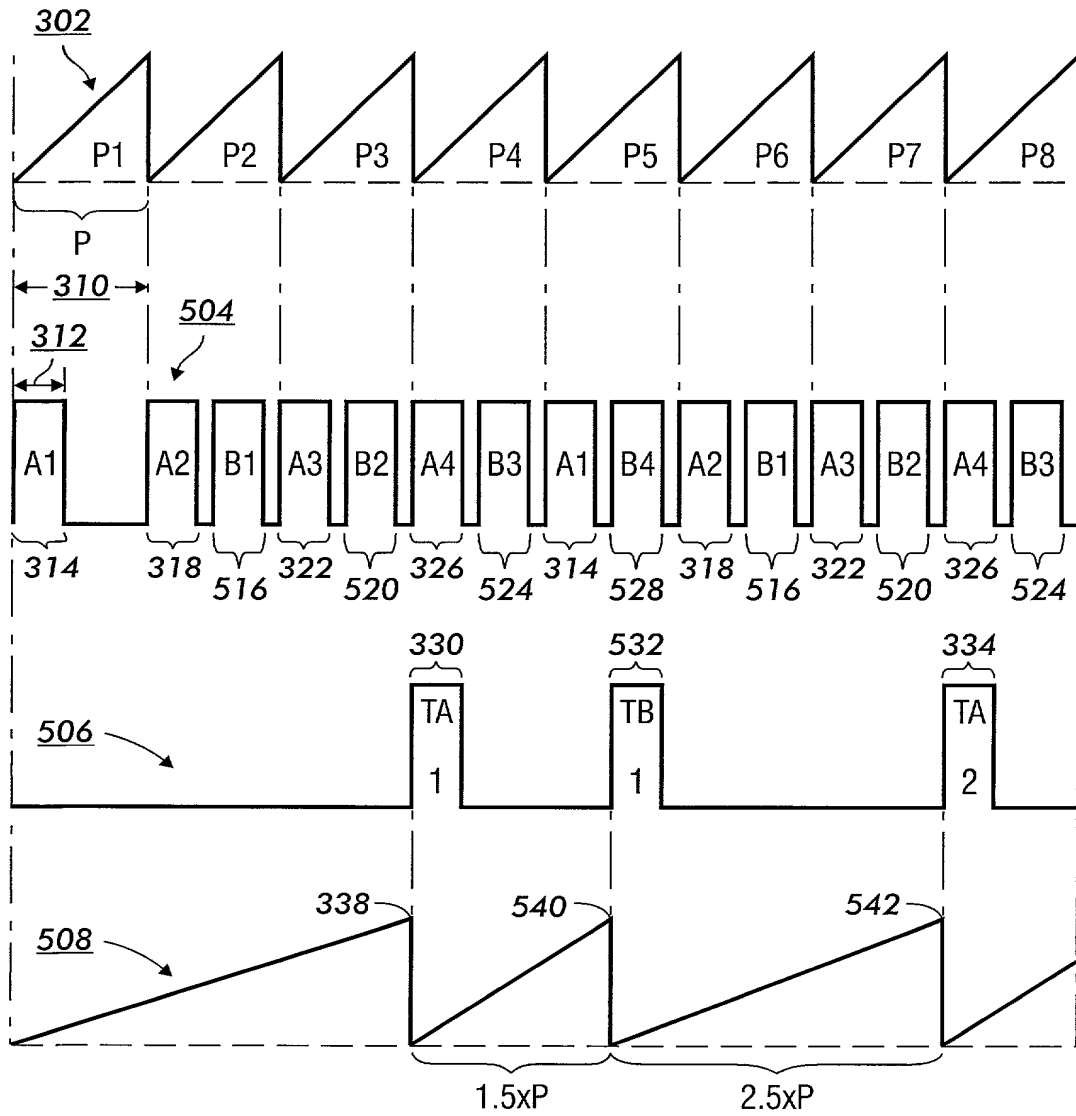 302
P1 P2 P3 P4 P5 P6 P7 P8
P
310
504
312
A1 A2 B1 A3 B2 A4 B3 A1 B4 A2 B1 A3 B2 A4 B3
314 318 516 322 520 326 524 314 528 318 516 322 520 326 524
330 532 334
TA TB TA
506
1 1 2
338 540 542
508
1.5xP 2.5xP